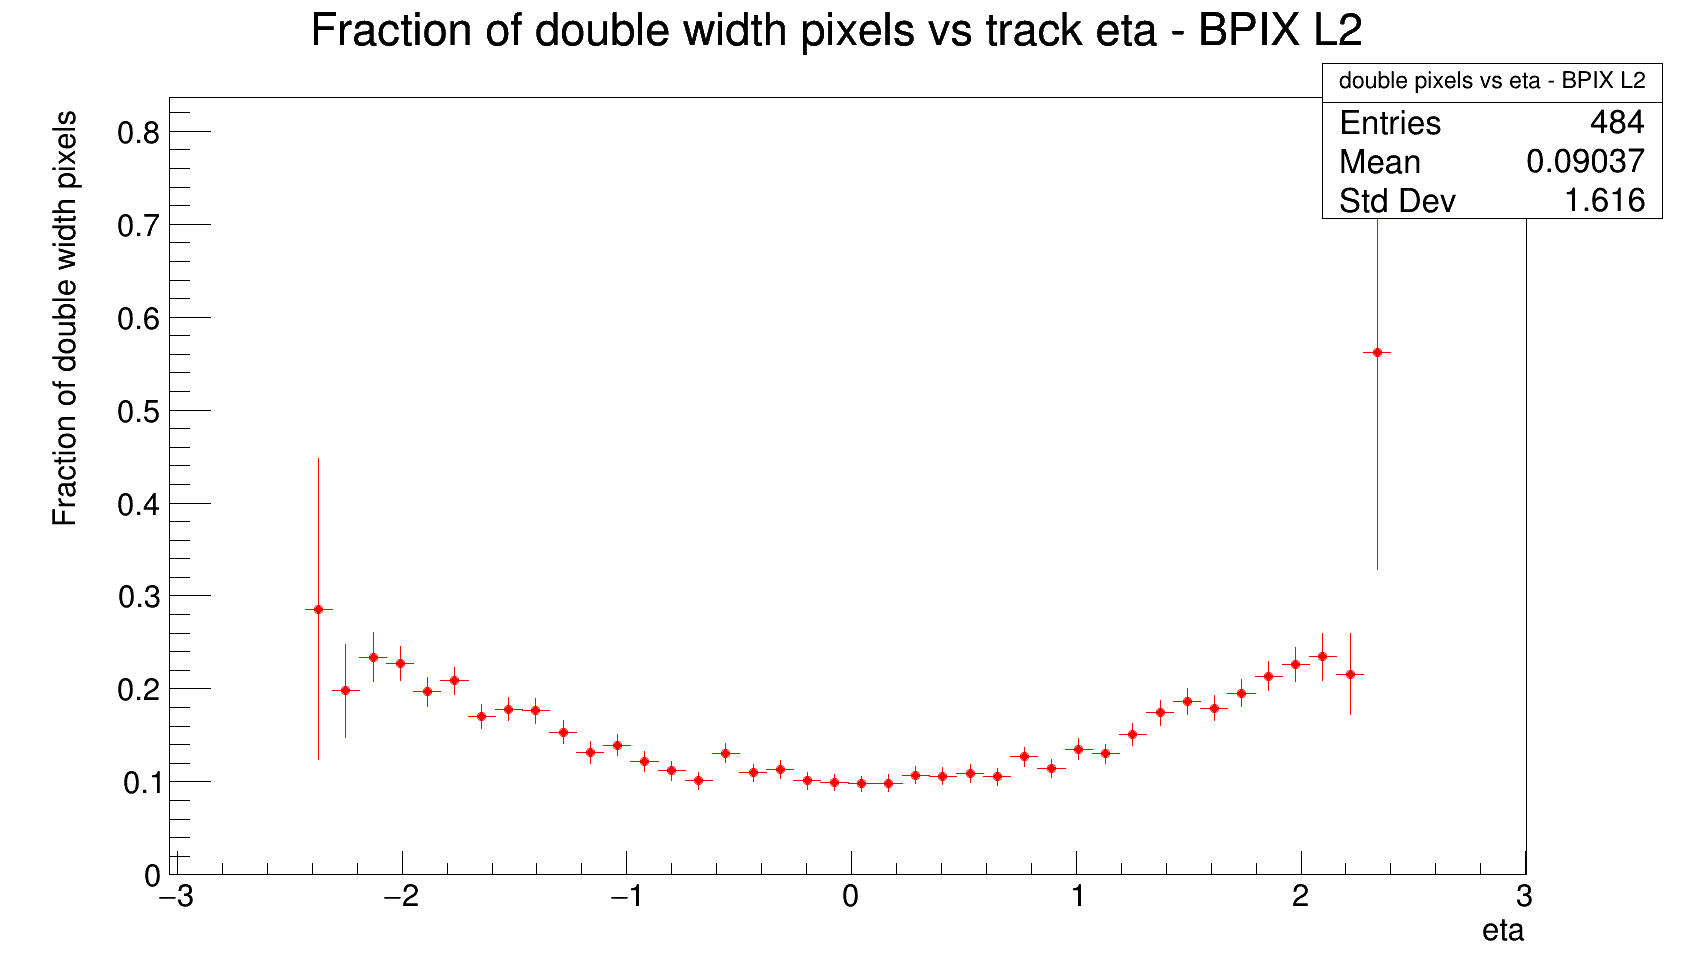 Fraction of double width pixels vs track eta - BPIX L2
double pixels vs eta - BPIX L2
Entries 484
Mean 0.09037
Std Dev 1.616
Fraction of double width pixels
0.8
0.7
0.6
0.5
0.4
0.3
0.2
0.1
0
−3 −2 −1 0 1 2 3
eta